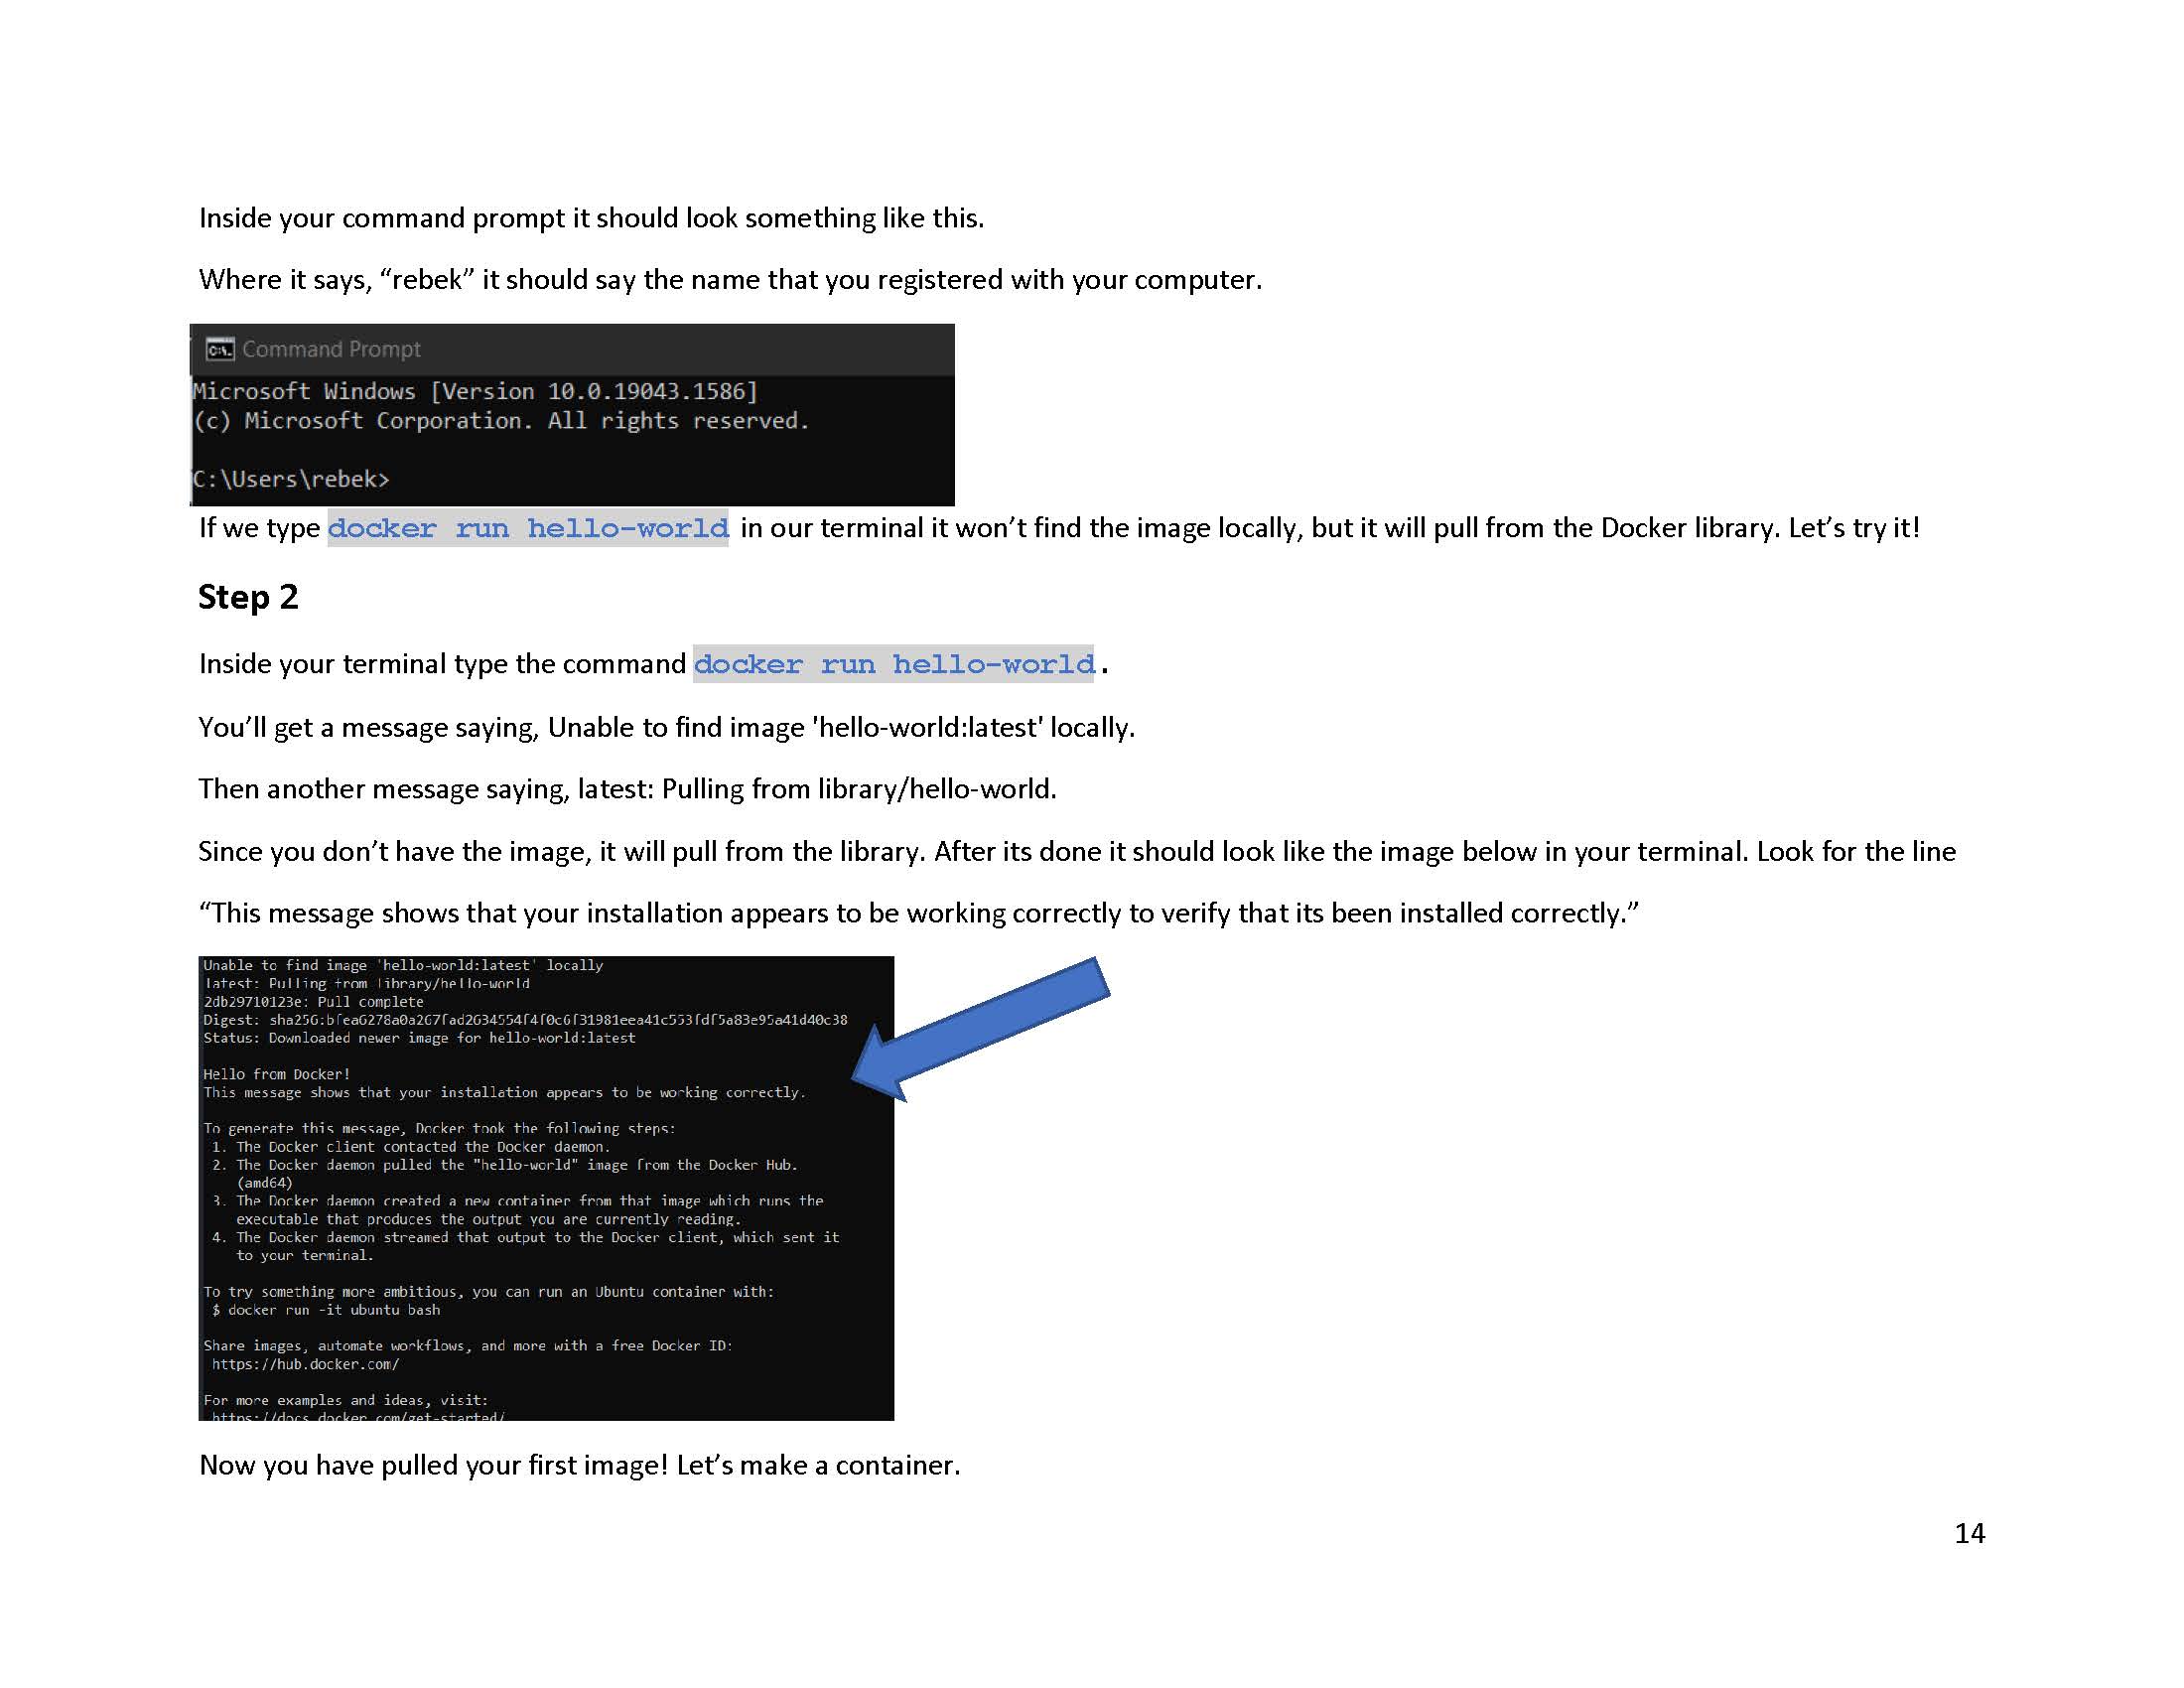 Inside your command prompt it should look something like this.
Where it says, “rebek” it should say the name that you registered with your computer.
Command Prompt
Microsoft Windows [Version 10.0.19043.1586]
(c) Microsoft Corporation. All rights reserved.
C:\Users\rebek>
If we type docker run hello-world in our terminal it won’t find the image locally, but it will pull from the Docker library. Let’s try it!
Step 2
Inside your terminal type the command docker run hello-world.
You’ll get a message saying, Unable to find image 'hello-world:latest' locally.
Then another message saying, latest: Pulling from library/hello-world.
Since you don’t have the image, it will pull from the library. After its done it should look like the image below in your terminal. Look for the line
“This message shows that your installation appears to be working correctly to verify that its been installed correctly.”
Unable to find image 'hello-world:latest' locally
latest: Pulling from library/hello-world
2db29710123e: Pull complete
Digest: sha256:bfea6278a0a267fad2634554f4f0c6f31981eea41c553fdf5a83e95a41d40c38
Status: Downloaded newer image for hello-world:latest
Hello from Docker!
This message shows that your installation appears to be working correctly.
To generate this message, Docker took the following steps:
1. The Docker client contacted the Docker daemon.
2. The Docker daemon pulled the "hello-world" image from the Docker Hub.
(amd64)
3. The Docker daemon created a new container from that image which runs the
executable that produces the output you are currently reading.
4. The Docker daemon streamed that output to the Docker client, which sent it
to your terminal.
To try something more ambitious, you can run an Ubuntu container with:
$ docker run -it ubuntu bash
Share images, automate workflows, and more with a free Docker ID:
https://hub.docker.com/
For more examples and ideas, visit:
https://docs.docker.com/get-started/
Now you have pulled your first image! Let’s make a container.
14